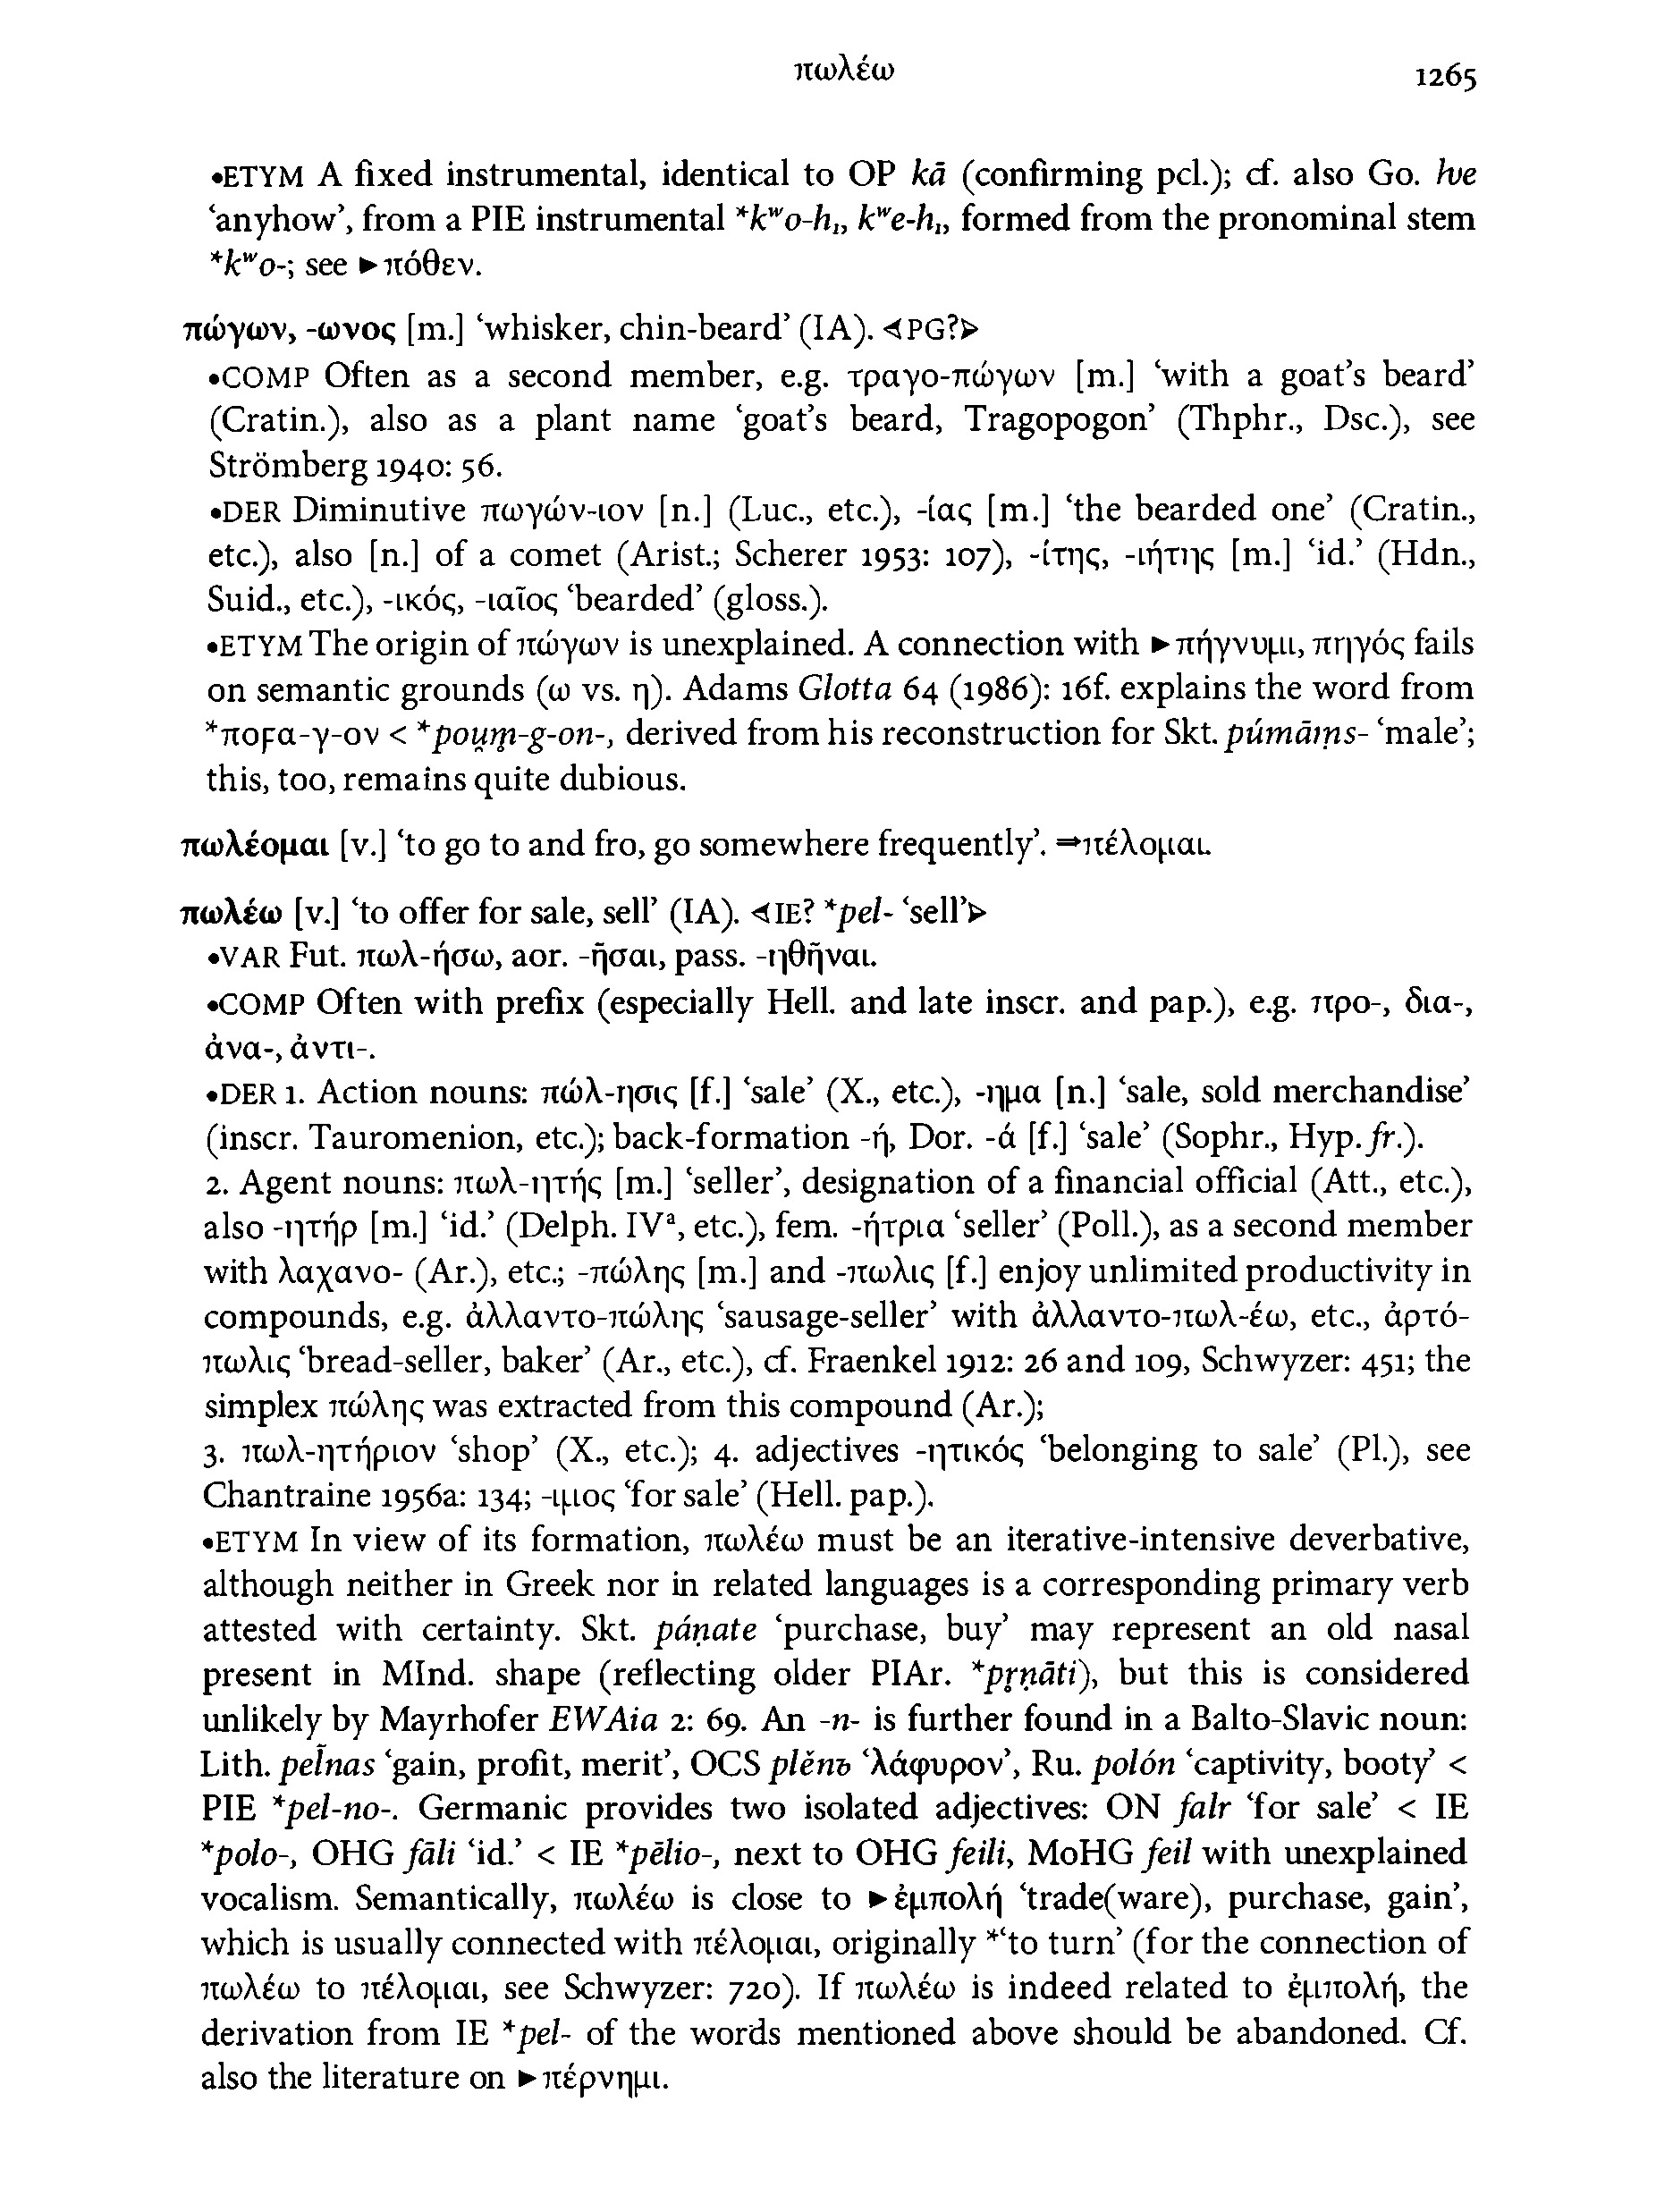 πωλέω
1265
•ETYM A fixed instrumental, identical to OP kā (confirming pcl.); cf. also Go. ƕe
‘anyhow’, from a PIE instrumental *kʷo-h₁, kʷe-h₁, formed from the pronominal stem
*kʷo-; see ►πόθεν.
πώγων, -ωνος [m.] ‘whisker, chin-beard’ (IA). ⊲PG?⊳
•COMP Often as a second member, e.g. τραγο-πώγων [m.] ‘with a goat’s beard’
(Cratin.), also as a plant name ‘goat’s beard, Tragopogon’ (Thphr., Dsc.), see
Strömberg 1940: 56.
•DER Diminutive πωγών-ιον [n.] (Luc., etc.), -ίας [m.] ‘the bearded one’ (Cratin.,
etc.), also [n.] of a comet (Arist.; Scherer 1953: 107), -ίτης, -ιήτης [m.] ‘id.’ (Hdn.,
Suid., etc.), -ικός, -ιαῖος ‘bearded’ (gloss.).
•ETYM The origin of πώγων is unexplained. A connection with ►πήγνυμι, πηγός fails
on semantic grounds (ω vs. η). Adams Glotta 64 (1986): 16f. explains the word from
*ποϝα-γ-ον < *pou̯m̥-g-on-, derived from his reconstruction for Skt. púmāṃs- ‘male’;
this, too, remains quite dubious.
πωλέομαι [v.] ‘to go to and fro, go somewhere frequently’. ⇒πέλομαι.
πωλέω [v.] ‘to offer for sale, sell’ (IA). ⊲IE? *pel- ‘sell’⊳
•VAR Fut. πωλ-ήσω, aor. -ῆσαι, pass. -ηθῆναι.
•COMP Often with prefix (especially Hell. and late inscr. and pap.), e.g. προ-, δια-,
ἀνα-, ἀντι-.
•DER 1. Action nouns: πώλ-ησις [f.] ‘sale’ (X., etc.), -ημα [n.] ‘sale, sold merchandise’
(inscr. Tauromenion, etc.); back-formation -ή, Dor. -ά [f.] ‘sale’ (Sophr., Hyp. fr.).
2. Agent nouns: πωλ-ητής [m.] ‘seller’, designation of a financial official (Att., etc.),
also -ητήρ [m.] ‘id.’ (Delph. IVᵃ, etc.), fem. -ήτρια ‘seller’ (Poll.), as a second member
with λαχανο- (Ar.), etc.; -πώλης [m.] and -πωλις [f.] enjoy unlimited productivity in
compounds, e.g. ἀλλαντο-πώλης ‘sausage-seller’ with ἀλλαντο-πωλ-έω, etc., ἀρτό-
πωλις ‘bread-seller, baker’ (Ar., etc.), cf. Fraenkel 1912: 26 and 109, Schwyzer: 451; the
simplex πώλης was extracted from this compound (Ar.);
3. πωλ-ητήριον ‘shop’ (X., etc.); 4. adjectives -ητικός ‘belonging to sale’ (Pl.), see
Chantraine 1956a: 134; -ιμος ‘for sale’ (Hell. pap.).
•ETYM In view of its formation, πωλέω must be an iterative-intensive deverbative,
although neither in Greek nor in related languages is a corresponding primary verb
attested with certainty. Skt. páṇate ‘purchase, buy’ may represent an old nasal
present in MInd. shape (reflecting older PIAr. *pr̥ṇāti), but this is considered
unlikely by Mayrhofer EWAia 2: 69. An -n- is further found in a Balto-Slavic noun:
Lith. pel̃nas ‘gain, profit, merit’, OCS plěnъ ‘λάφυρον’, Ru. polón ‘captivity, booty’ <
PIE *pel-no-. Germanic provides two isolated adjectives: ON falr ‘for sale’ < IE
*polo-, OHG fāli ‘id.’ < IE *pēlio-, next to OHG feili, MoHG feil with unexplained
vocalism. Semantically, πωλέω is close to ►ἐμπολή ‘trade(ware), purchase, gain’,
which is usually connected with πέλομαι, originally *‘to turn’ (for the connection of
πωλέω to πέλομαι, see Schwyzer: 720). If πωλέω is indeed related to ἐμπολή, the
derivation from IE *pel- of the words mentioned above should be abandoned. Cf.
also the literature on ►πέρνημι.